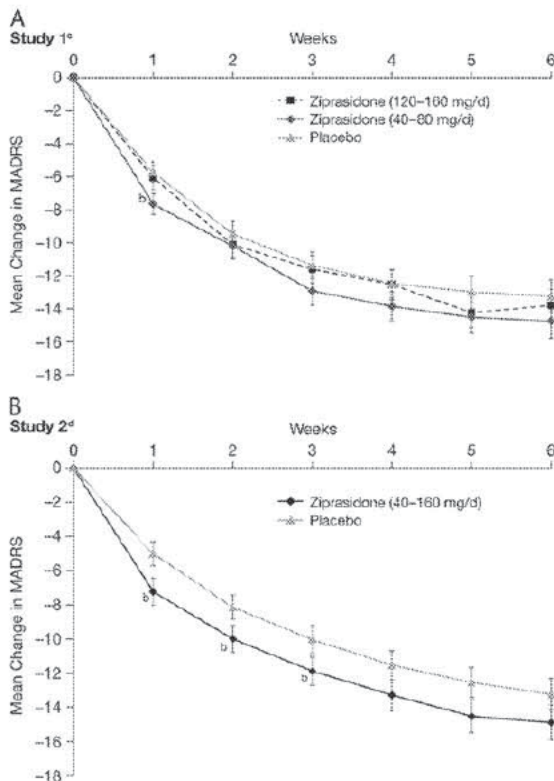 A
Study 1ᶜ
Weeks
0 1 2 3 4 5 6
0
−2
−4
−6
−8
−10
−12
−14
−16
−18
Mean Change in MADRS
Ziprasidone (120–160 mg/d)
Ziprasidone (40–80 mg/d)
Placebo
b
B
Study 2ᵈ
Weeks
0 1 2 3 4 5 6
0
−2
−4
−6
−8
−10
−12
−14
−16
−18
Mean Change in MADRS
Ziprasidone (40–160 mg/d)
Placebo
b
b
b